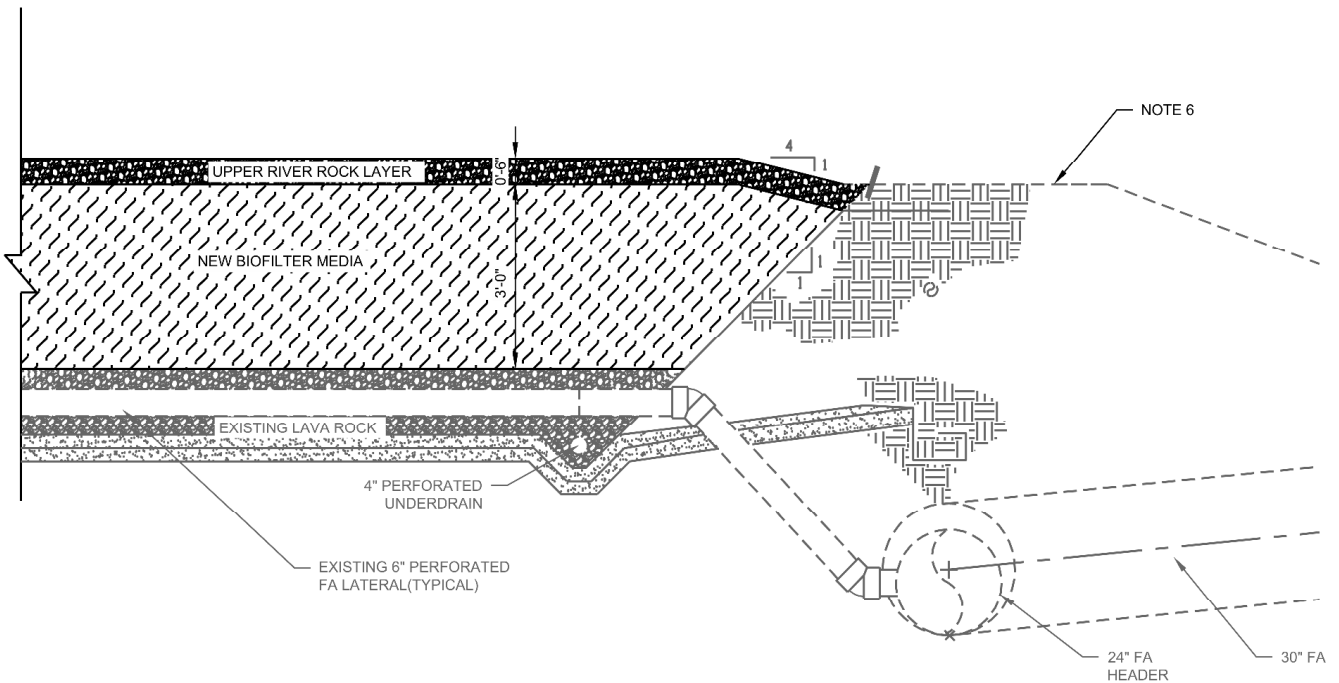 NOTE 6
4
1
UPPER RIVER ROCK LAYER
0'-6"
NEW BIOFILTER MEDIA
3'-0"
1
1
EXISTING LAVA ROCK
4" PERFORATED
UNDERDRAIN
EXISTING 6" PERFORATED
FA LATERAL(TYPICAL)
24" FA
HEADER
30" FA